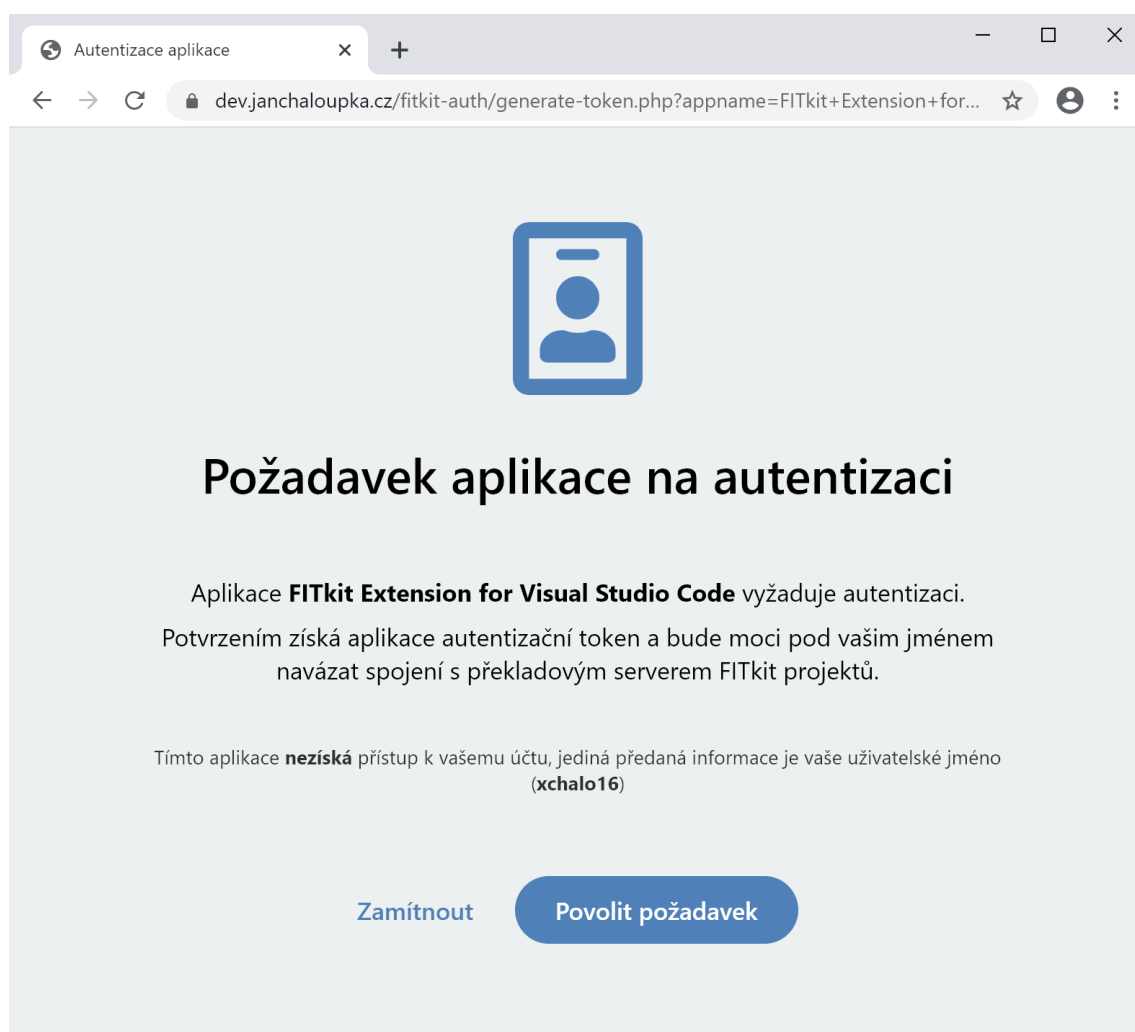 Autentizace aplikace
dev.janchaloupka.cz/fitkit-auth/generate-token.php?appname=FITkit+Extension+for...
Požadavek aplikace na autentizaci
Aplikace FITkit Extension for Visual Studio Code vyžaduje autentizaci.
Potvrzením získá aplikace autentizační token a bude moci pod vašim jménem
navázat spojení s překladovým serverem FITkit projektů.
Tímto aplikace nezíská přístup k vašemu účtu, jediná předaná informace je vaše uživatelské jméno
(xchalo16)
Zamítnout Povolit požadavek